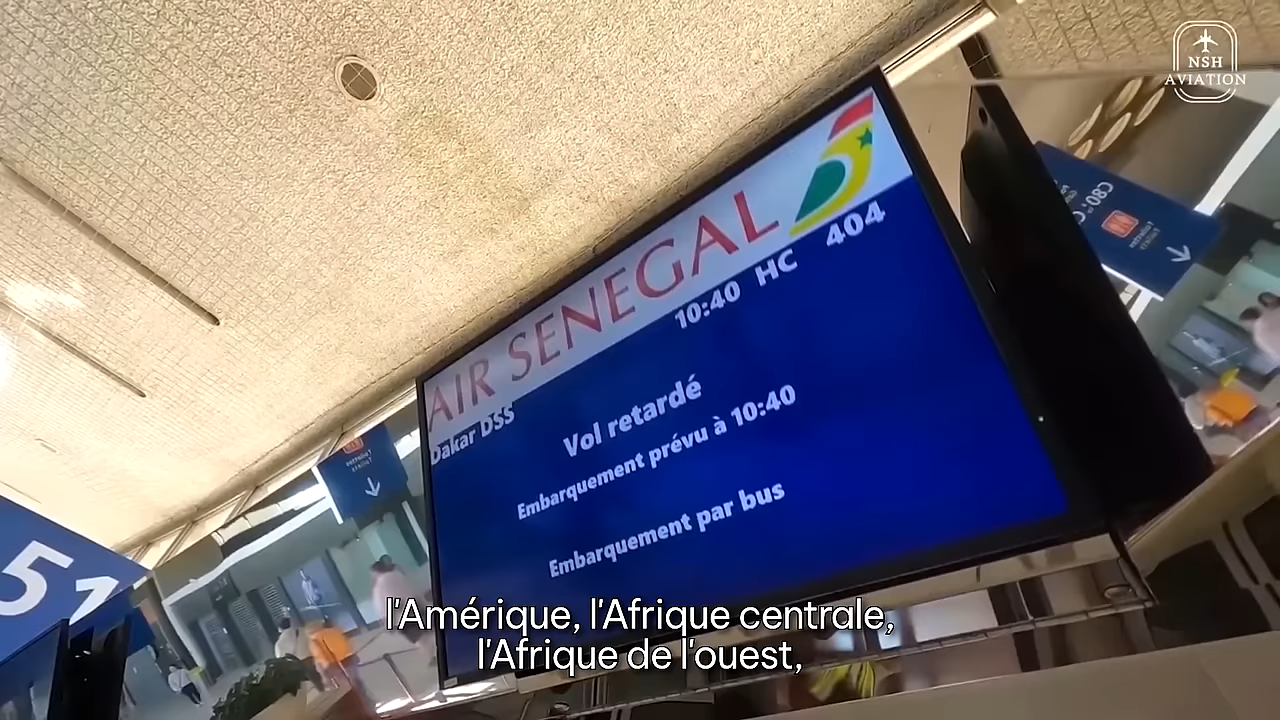 NSH
AVIATION
AIR SENEGAL
Dakar DSS
10:40 HC 404
Vol retardé
Embarquement prévu à 10:40
Embarquement par bus
51
l'Amérique, l'Afrique centrale,
l'Afrique de l'ouest,